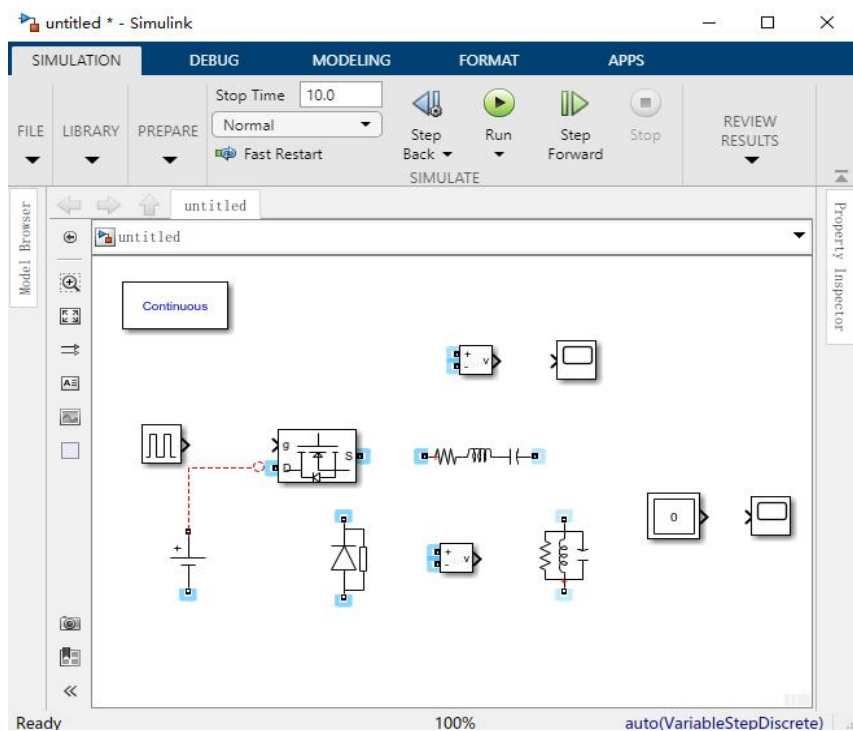 untitled * - Simulink
SIMULATION DEBUG MODELING FORMAT APPS
FILE
LIBRARY
PREPARE
Stop Time 10.0
Normal
Fast Restart
Step
Back
Run
Step
Forward
Stop
SIMULATE
REVIEW
RESULTS
Model Browser
Property Inspector
untitled
untitled
Continuous
+
-
v
g
D
S
+
+
-
v
0
Ready 100% auto(VariableStepDiscrete)